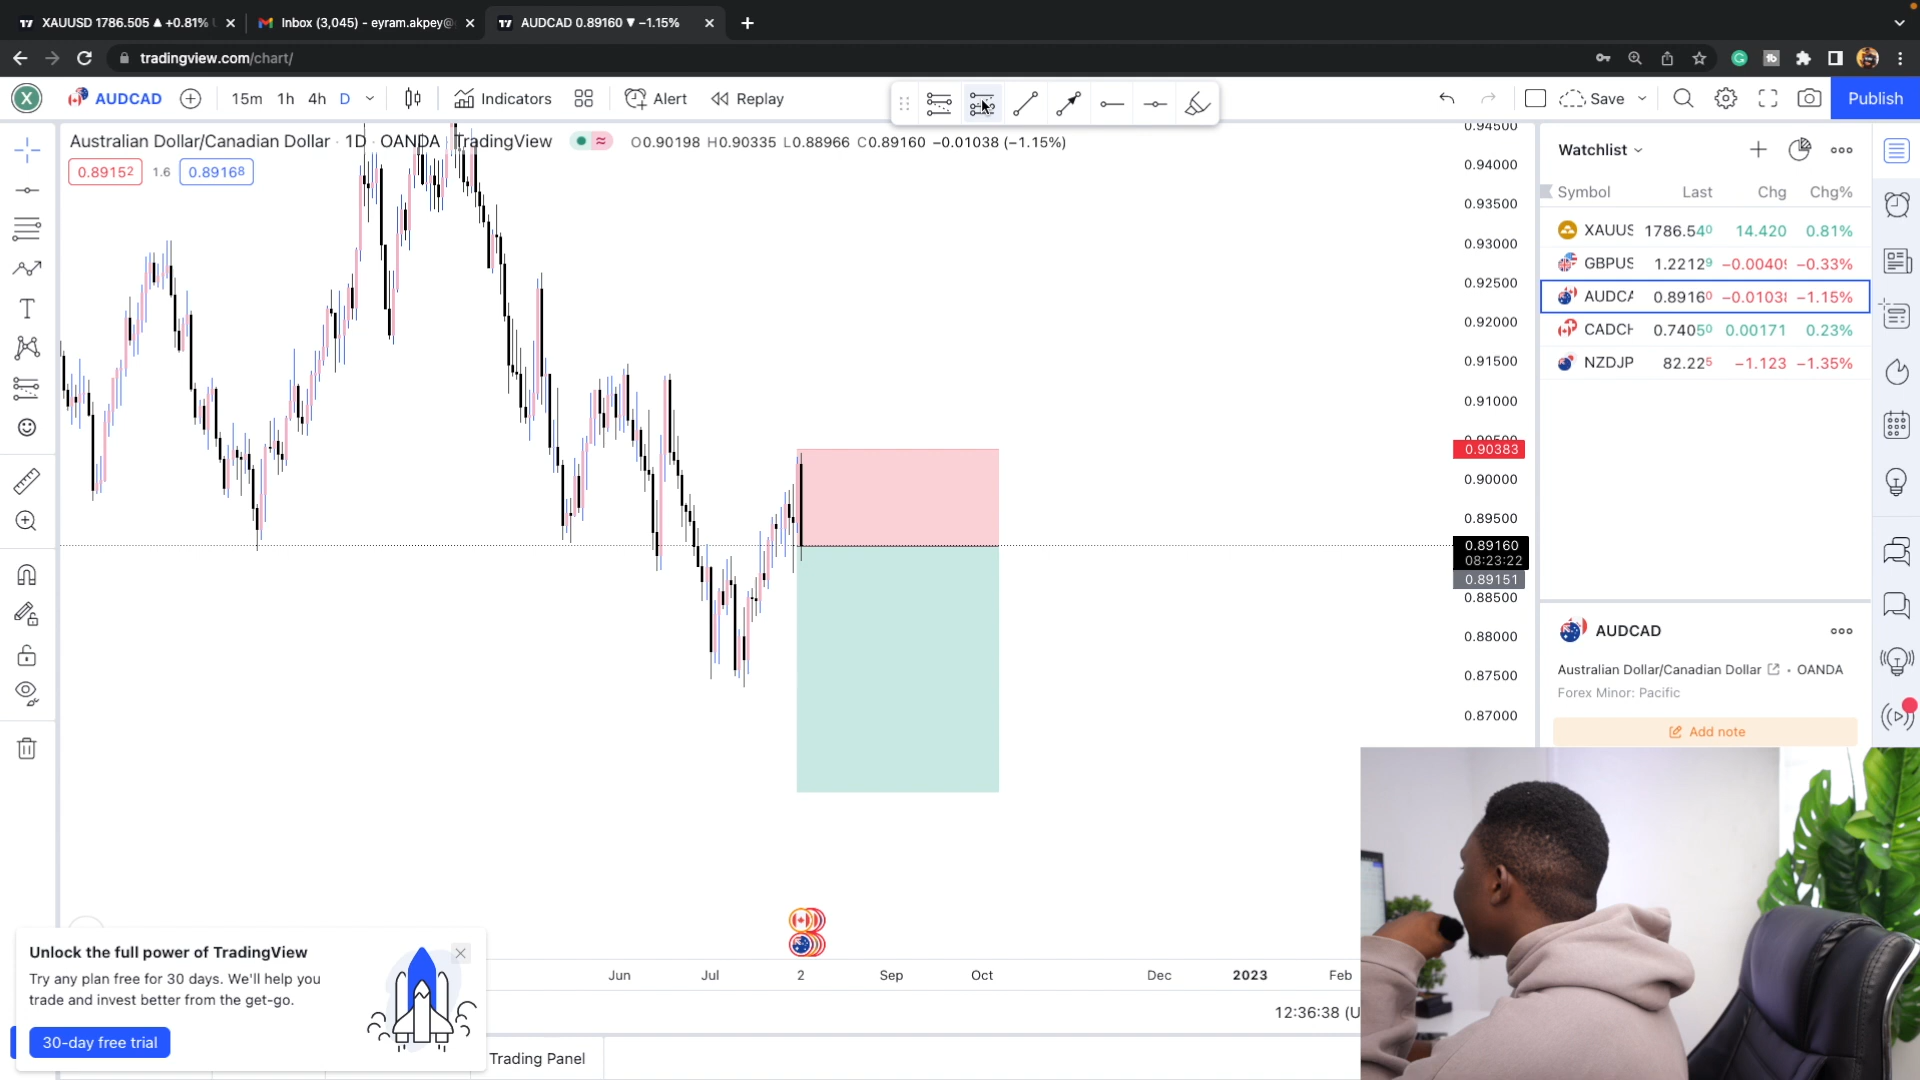 XAUUSD 1786.505 ▲ +0.81%
Inbox (3,045) - eyram.akpey@
AUDCAD 0.89160 ▼ −1.15%
tradingview.com/chart/
X
AUDCAD
15m
1h
4h
D
Indicators
Alert
Replay
Save
Publish
Australian Dollar/Canadian Dollar · 1D · OANDA TradingView
O0.90198 H0.90335 L0.88966 C0.89160 −0.01038 (−1.15%)
0.89152
1.6
0.89168
0.94500
0.94000
0.93500
0.93000
0.92500
0.92000
0.91500
0.91000
0.90500
0.90383
0.90000
0.89500
0.89160
08:23:22
0.89151
0.88500
0.88000
0.87500
0.87000
Watchlist
Symbol Last Chg Chg%
XAUUS 1786.540 14.420 0.81%
GBPUS 1.22129 −0.00409 −0.33%
AUDCA 0.89160 −0.01038 −1.15%
CADCH 0.74050 0.00171 0.23%
NZDJP 82.225 −1.123 −1.35%
AUDCAD
Australian Dollar/Canadian Dollar · OANDA
Forex Minor: Pacific
Add note
Unlock the full power of TradingView
Try any plan free for 30 days. We'll help you
trade and invest better from the get-go.
30-day free trial
Jun Jul 2 Sep Oct Dec 2023 Feb
12:36:38 (U
Trading Panel